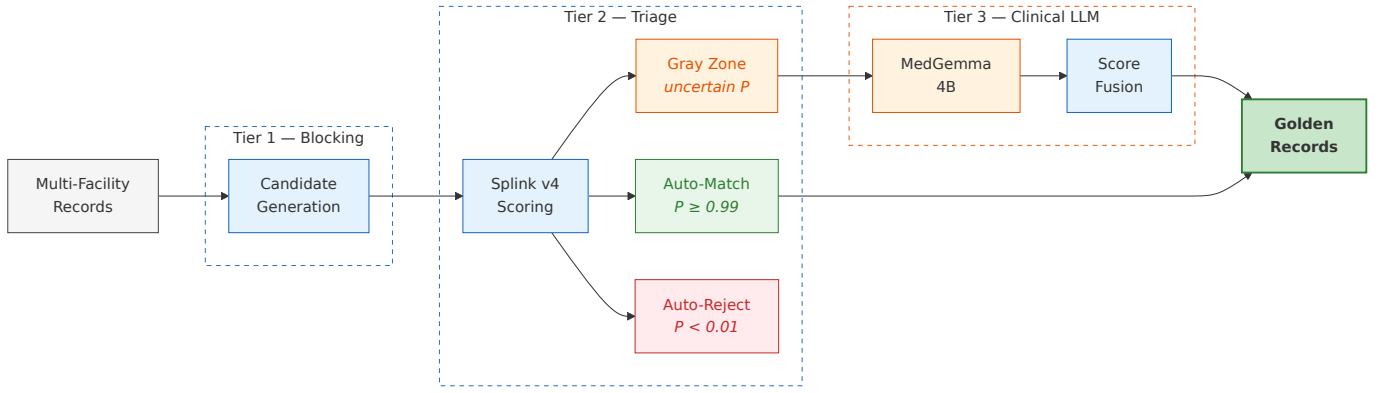 Multi-Facility
Records
Tier 1 — Blocking
Candidate
Generation
Tier 2 — Triage
Splink v4
Scoring
Gray Zone
uncertain P
Auto-Match
P ≥ 0.99
Auto-Reject
P < 0.01
Tier 3 — Clinical LLM
MedGemma
4B
Score
Fusion
Golden
Records